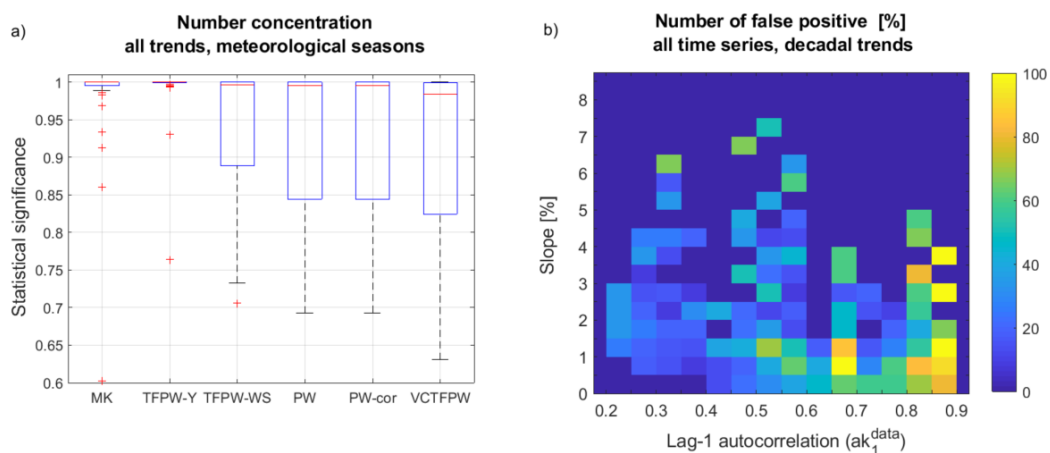 a)
Number concentration
all trends, meteorological seasons
Statistical significance
1
0.95
0.9
0.85
0.8
0.75
0.7
0.65
0.6
MK TFPW-Y TFPW-WS PW PW-cor VCTFPW
b)
Number of false positive [%]
all time series, decadal trends
Slope [%]
8
7
6
5
4
3
2
1
0
0.2 0.3 0.4 0.5 0.6 0.7 0.8 0.9
Lag-1 autocorrelation (ak₁ᵈᵃᵗᵃ)
100
80
60
40
20
0